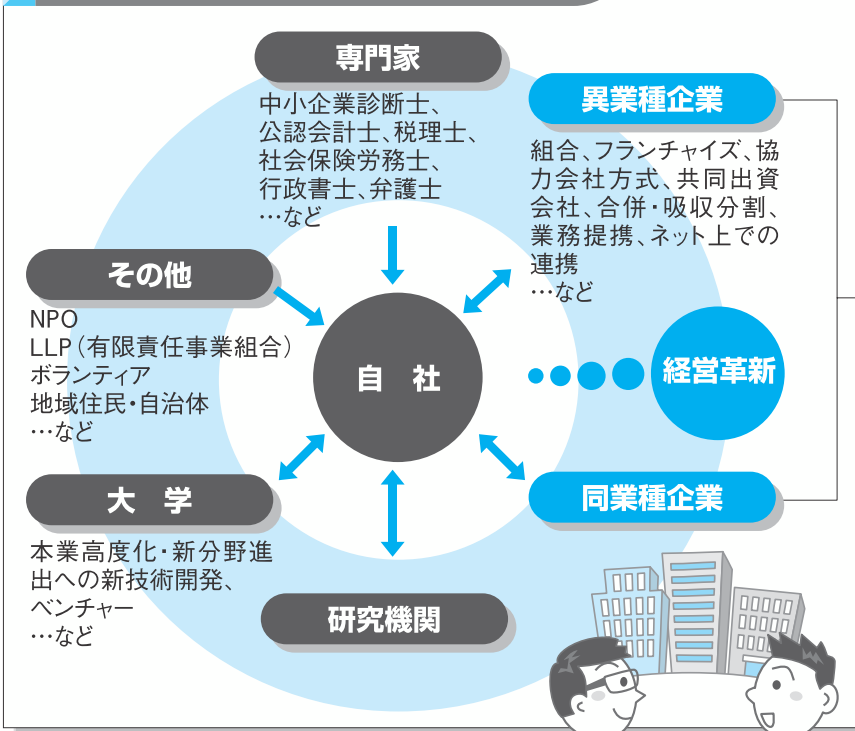 専門家
中小企業診断士、
公認会計士、税理士、
社会保険労務士、
行政書士、弁護士
…など
異業種企業
組合、フランチャイズ、協
力会社方式、共同出資
会社、合併・吸収分割、
業務提携、ネット上での
連携
…など
その他
NPO
LLP（有限責任事業組合）
ボランティア
地域住民・自治体
…など
自　社
経営革新
大　学
本業高度化・新分野進
出への新技術開発、
ベンチャー
…など
同業種企業
研究機関